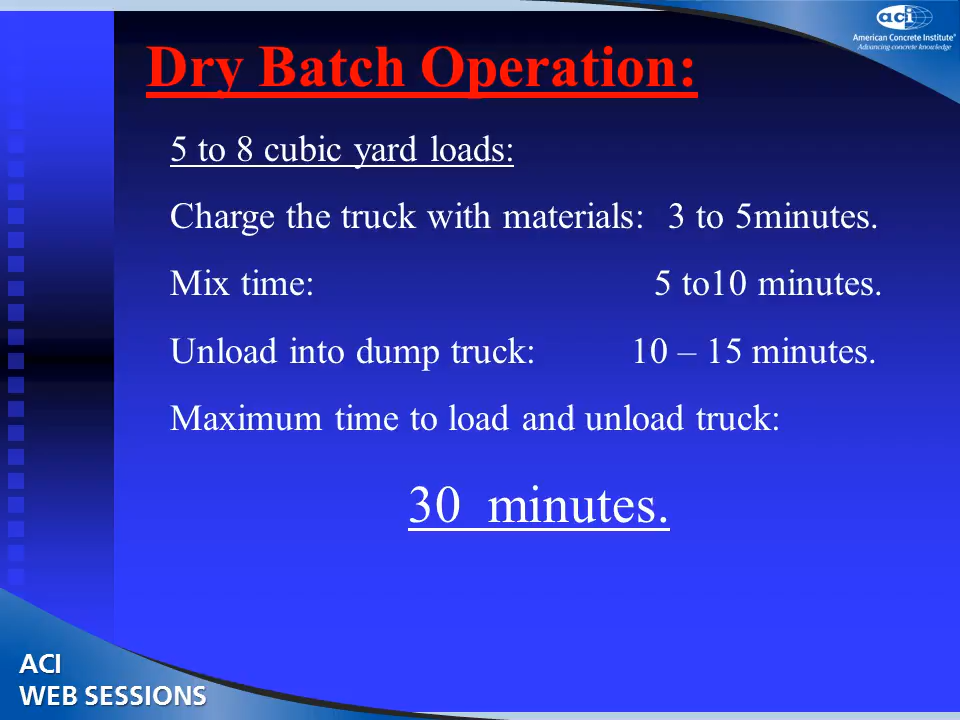 aci
American Concrete Institute®
Advancing concrete knowledge
Dry Batch Operation:
5 to 8 cubic yard loads:
Charge the truck with materials: 3 to 5minutes.
Mix time: 5 to10 minutes.
Unload into dump truck: 10 – 15 minutes.
Maximum time to load and unload truck:
30 minutes.
ACI
WEB SESSIONS